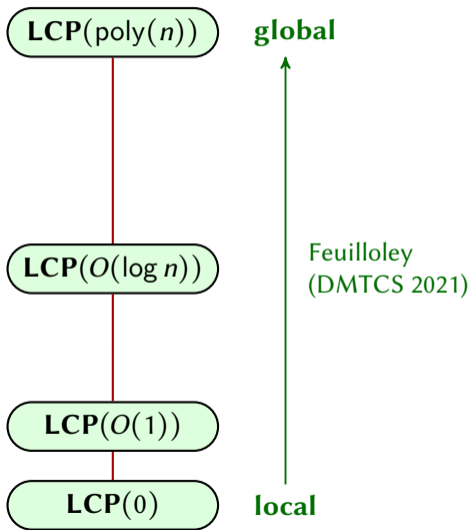 LCP(poly(n))
global
LCP(O(log n))
Feuilloley
(DMTCS 2021)
LCP(O(1))
LCP(0)
local